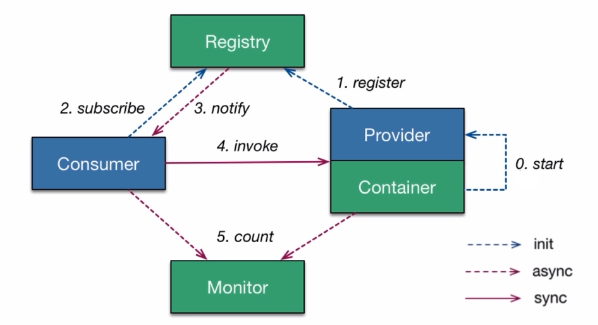 Registry
1. register
2. subscribe
3. notify
Provider
4. invoke
Consumer
0. start
Container
5. count
init
async
Monitor
sync